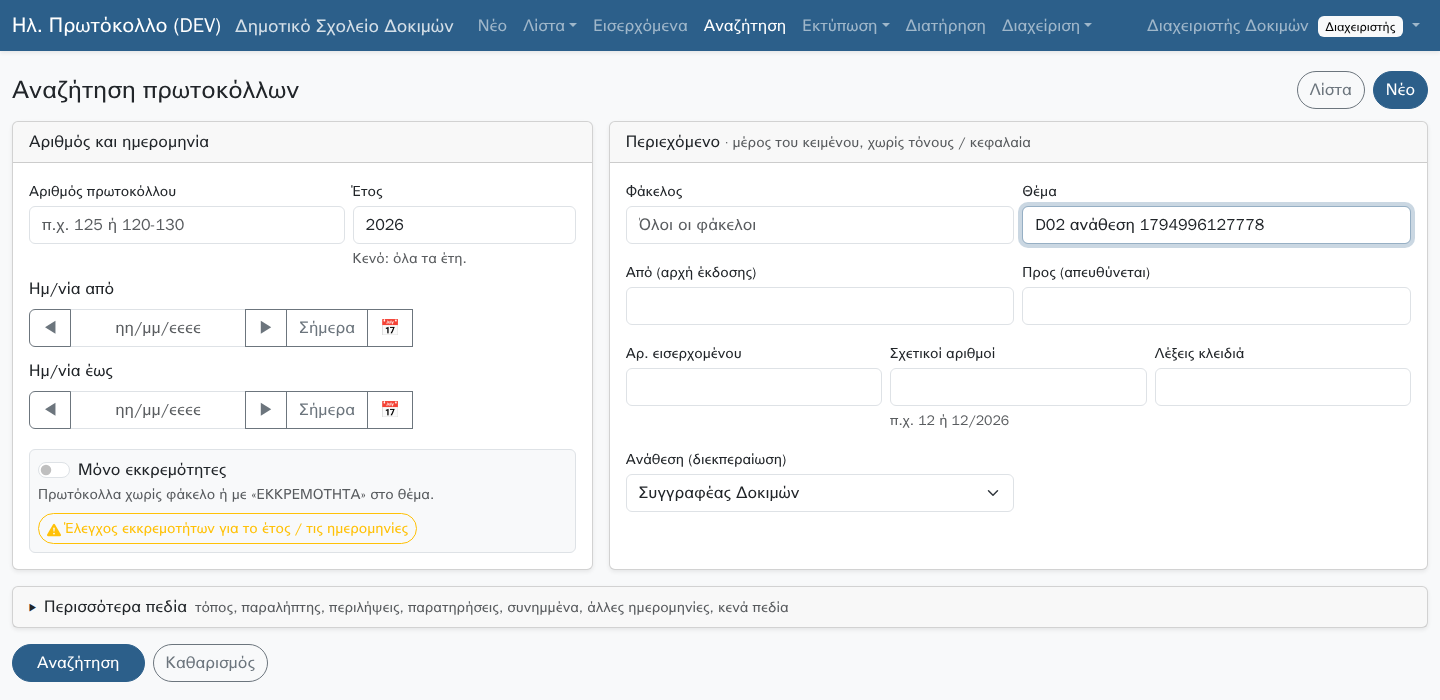 Ηλ. Πρωτόκολλο (DEV) Δημοτικό Σχολείο Δοκιμών Νέο Λίστα Εισερχόμενα Αναζήτηση Εκτύπωση Διατήρηση Διαχείριση Διαχειριστής Δοκιμών Διαχειριστής
Αναζήτηση πρωτοκόλλων
Λίστα Νέο
Αριθμός και ημερομηνία
Αριθμός πρωτοκόλλου Έτος
π.χ. 125 ή 120-130 2026
Κενό: όλα τα έτη.
Ημ/νία από
ηη/μμ/εεεε Σήμερα
Ημ/νία έως
ηη/μμ/εεεε Σήμερα
Μόνο εκκρεμότητες
Πρωτόκολλα χωρίς φάκελο ή με «ΕΚΚΡΕΜΟΤΗΤΑ» στο θέμα.
Έλεγχος εκκρεμοτήτων για το έτος / τις ημερομηνίες
Περιεχόμενο · μέρος του κειμένου, χωρίς τόνους / κεφαλαία
Φάκελος Θέμα
Όλοι οι φάκελοι D02 ανάθεση 1794996127778
Από (αρχή έκδοσης) Προς (απευθύνεται)
Αρ. εισερχομένου Σχετικοί αριθμοί Λέξεις κλειδιά
π.χ. 12 ή 12/2026
Ανάθεση (διεκπεραίωση)
Συγγραφέας Δοκιμών
Περισσότερα πεδία τόπος, παραλήπτης, περιλήψεις, παρατηρήσεις, συνημμένα, άλλες ημερομηνίες, κενά πεδία
Αναζήτηση Καθαρισμός